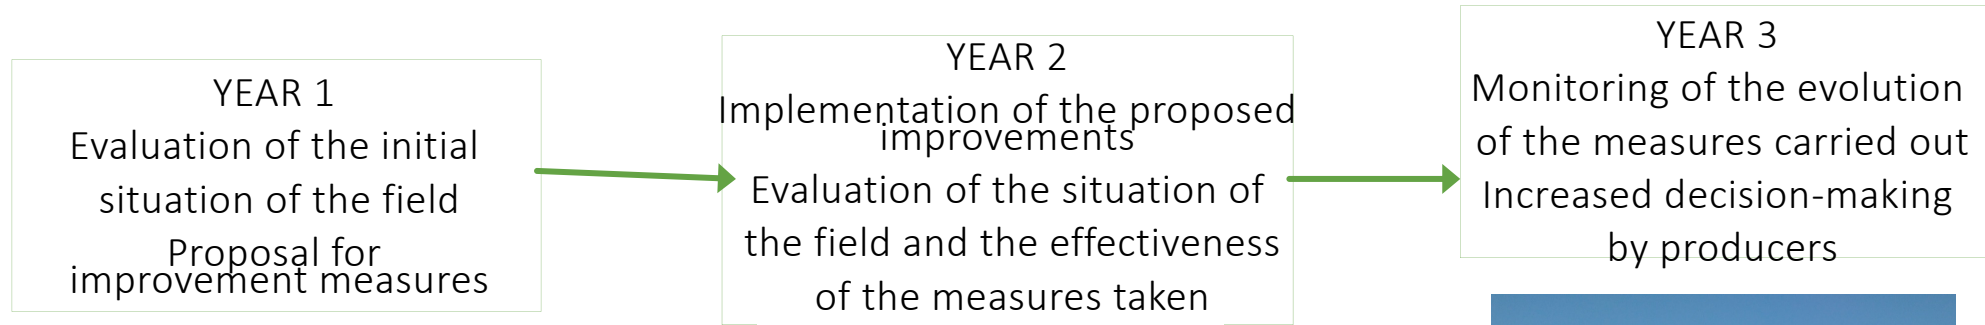 YEAR 1
Evaluation of the initial
situation of the field
Proposal for
improvement measures
YEAR 2
Implementation of the proposed
improvements
Evaluation of the situation of
the field and the effectiveness
of the measures taken
YEAR 3
Monitoring of the evolution
of the measures carried out
Increased decision-making
by producers